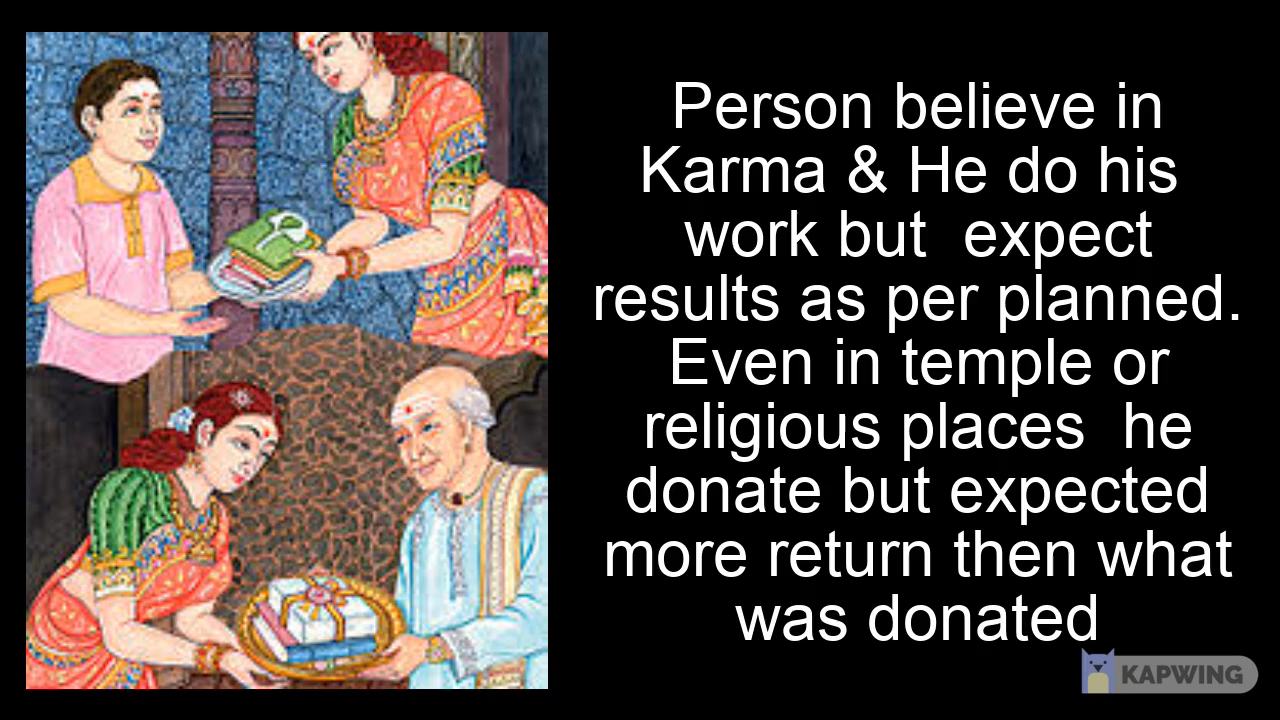 Person believe in
Karma & He do his
work but  expect
results as per planned.
Even in temple or
religious places  he
donate but expected
more return then what
was donated
KAPWING